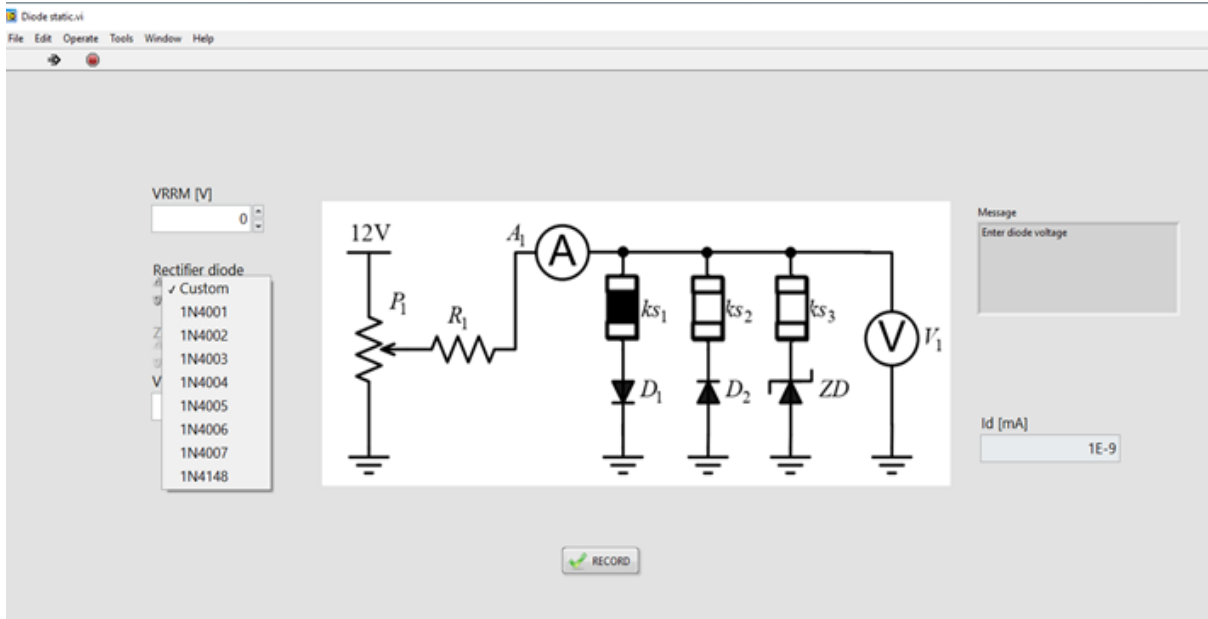 Diode static.vi
File Edit Operate Tools Window Help
VRRM [V]
0
Rectifier diode
Custom
1N4001
1N4002
1N4003
1N4004
1N4005
1N4006
1N4007
1N4148
Z
V
12V
P1
R1
A1
A
ks1
ks2
ks3
D1
D2
ZD
V
V1
Message
Enter diode voltage
Id [mA]
1E-9
RECORD